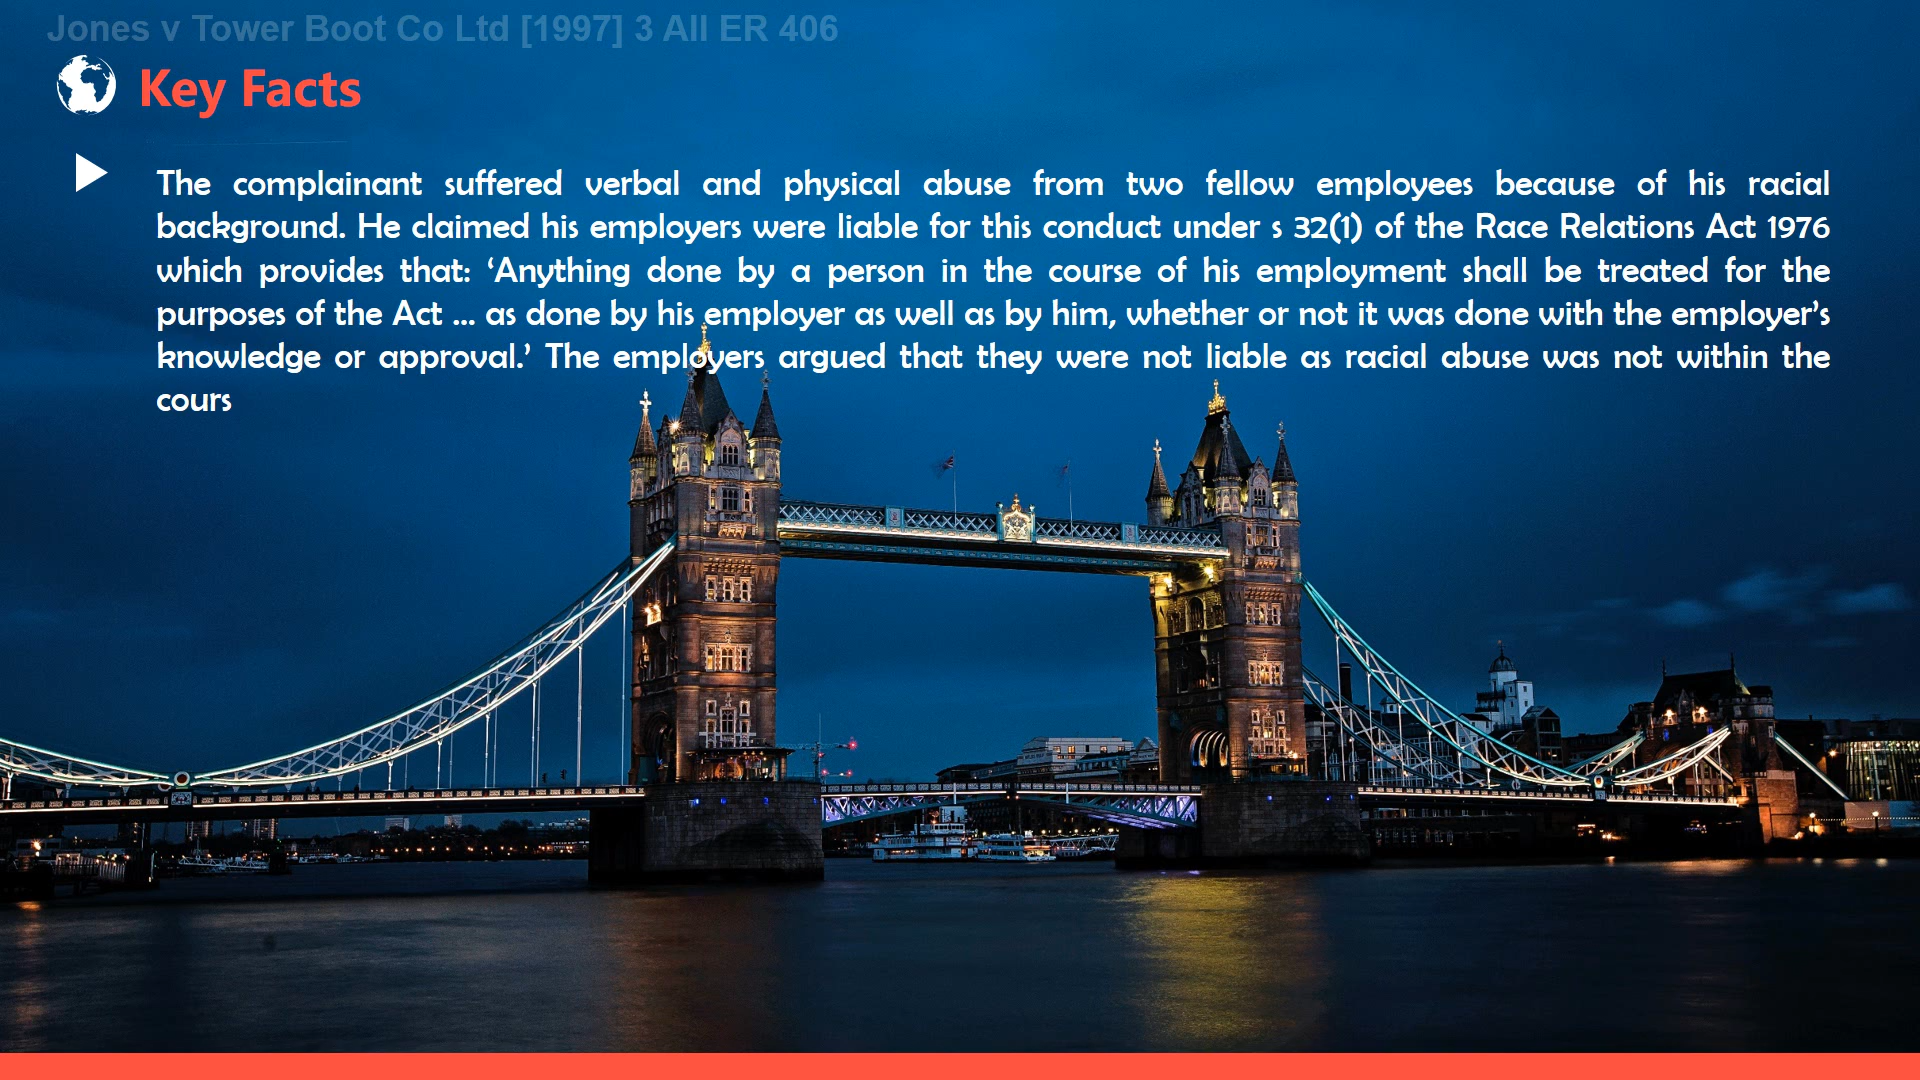 Jones v Tower Boot Co Ltd [1997] 3 All ER 406
Key Facts
The complainant suffered verbal and physical abuse from two fellow employees because of his racial
background. He claimed his employers were liable for this conduct under s 32(1) of the Race Relations Act 1976
which provides that: ‘Anything done by a person in the course of his employment shall be treated for the
purposes of the Act ... as done by his employer as well as by him, whether or not it was done with the employer’s
knowledge or approval.’ The employers argued that they were not liable as racial abuse was not within the
cours